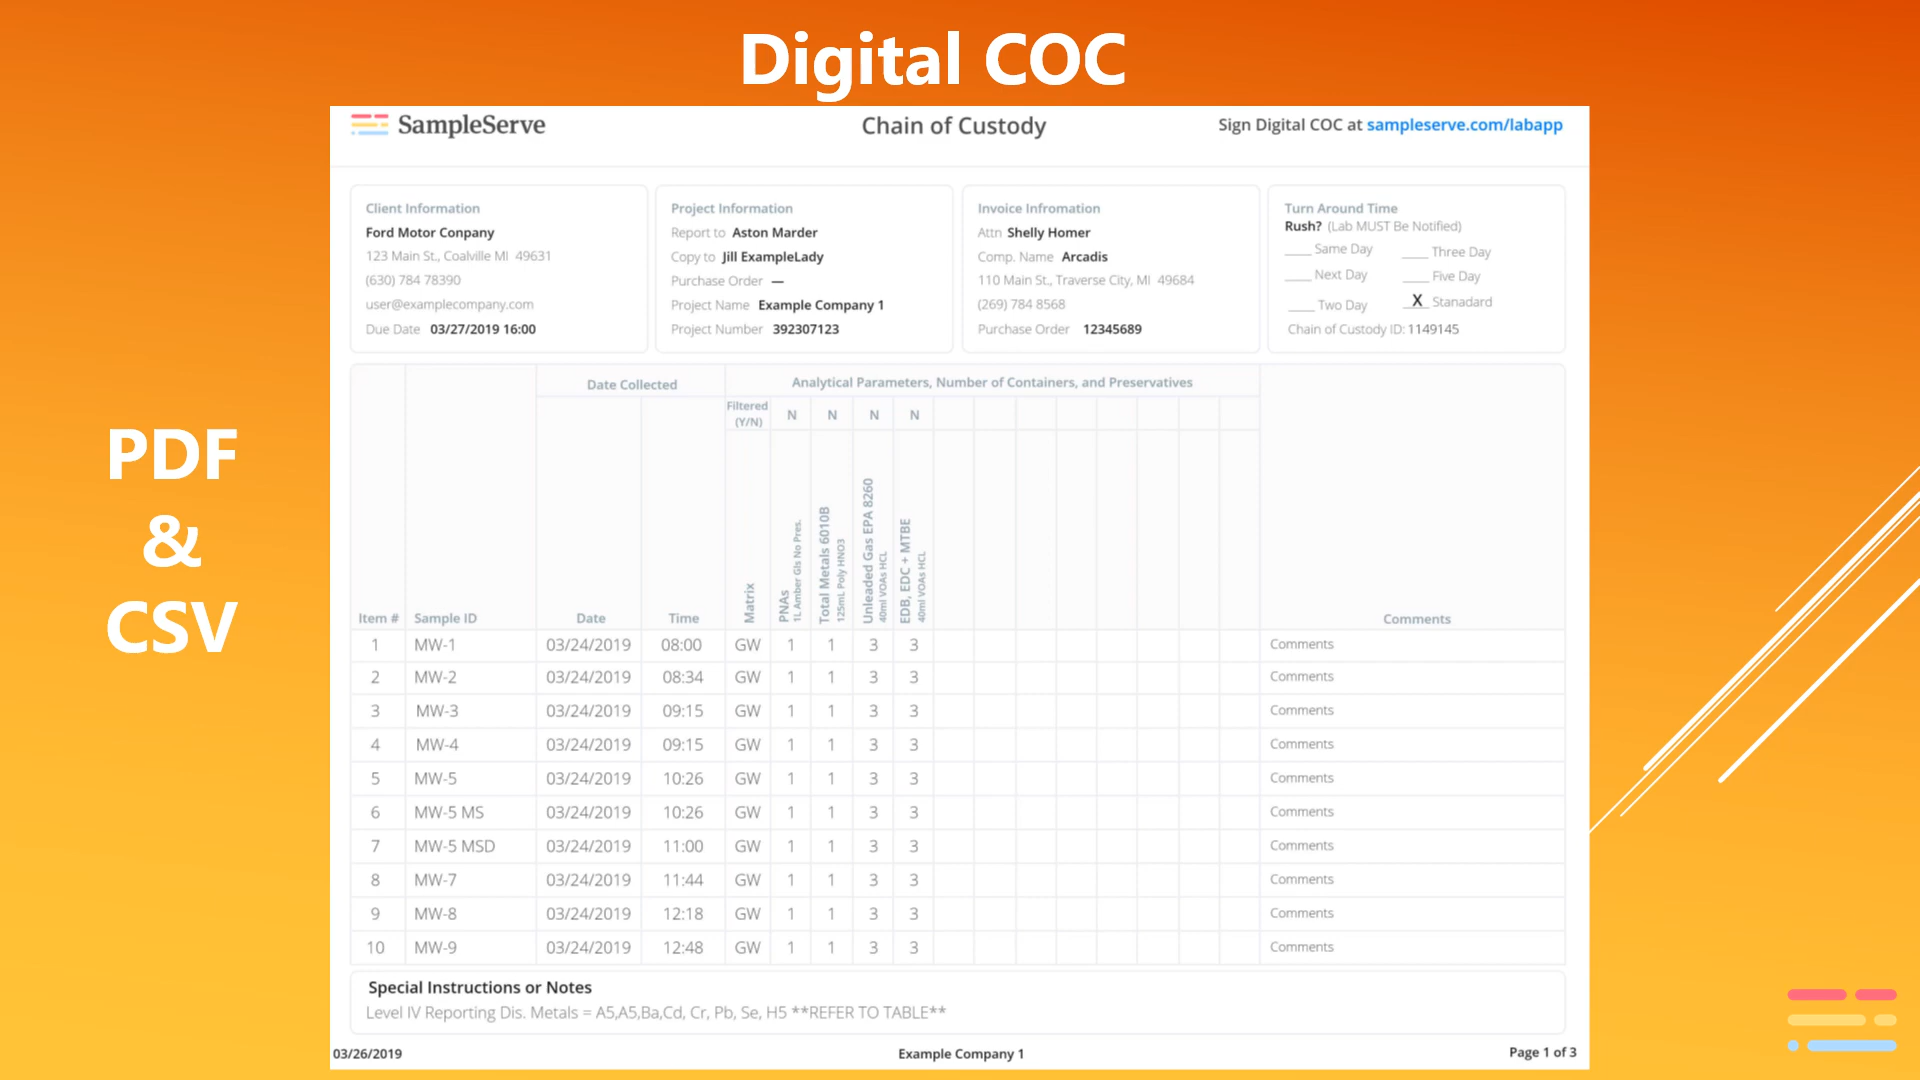 Digital COC
PDF
&
CSV
SampleServe
Chain of Custody
Sign Digital COC at sampleserve.com/labapp
Client Information
Ford Motor Conpany
123 Main St., Coalville MI 49631
(630) 784 78390
user@examplecompany.com
Due Date 03/27/2019 16:00
Project Information
Report to Aston Marder
Copy to Jill ExampleLady
Purchase Order —
Project Name Example Company 1
Project Number 392307123
Invoice Infromation
Attn Shelly Homer
Comp. Name Arcadis
110 Main St., Traverse City, MI 49684
(269) 784 8568
Purchase Order 12345689
Turn Around Time
Rush? (Lab MUST Be Notified)
____ Same Day ____ Three Day
____ Next Day ____ Five Day
____ Two Day X Stanadard
Chain of Custody ID: 1149145
Date Collected
Analytical Parameters, Number of Containers, and Preservatives
Filtered
(Y/N) N N N N
Item # Sample ID Date Time Matrix
PNAs
1L Amber Gls No Pres.
Total Metals 6010B
125mL Poly HNO3
Unleaded Gas EPA 8260
40ml VOAs HCL
EDB, EDC + MTBE
40ml VOAs HCL
Comments
1 MW-1 03/24/2019 08:00 GW 1 1 3 3 Comments
2 MW-2 03/24/2019 08:34 GW 1 1 3 3 Comments
3 MW-3 03/24/2019 09:15 GW 1 1 3 3 Comments
4 MW-4 03/24/2019 09:15 GW 1 1 3 3 Comments
5 MW-5 03/24/2019 10:26 GW 1 1 3 3 Comments
6 MW-5 MS 03/24/2019 10:26 GW 1 1 3 3 Comments
7 MW-5 MSD 03/24/2019 11:00 GW 1 1 3 3 Comments
8 MW-7 03/24/2019 11:44 GW 1 1 3 3 Comments
9 MW-8 03/24/2019 12:18 GW 1 1 3 3 Comments
10 MW-9 03/24/2019 12:48 GW 1 1 3 3 Comments
Special Instructions or Notes
Level IV Reporting Dis. Metals = A5,A5,Ba,Cd, Cr, Pb, Se, H5 **REFER TO TABLE**
03/26/2019 Example Company 1 Page 1 of 3